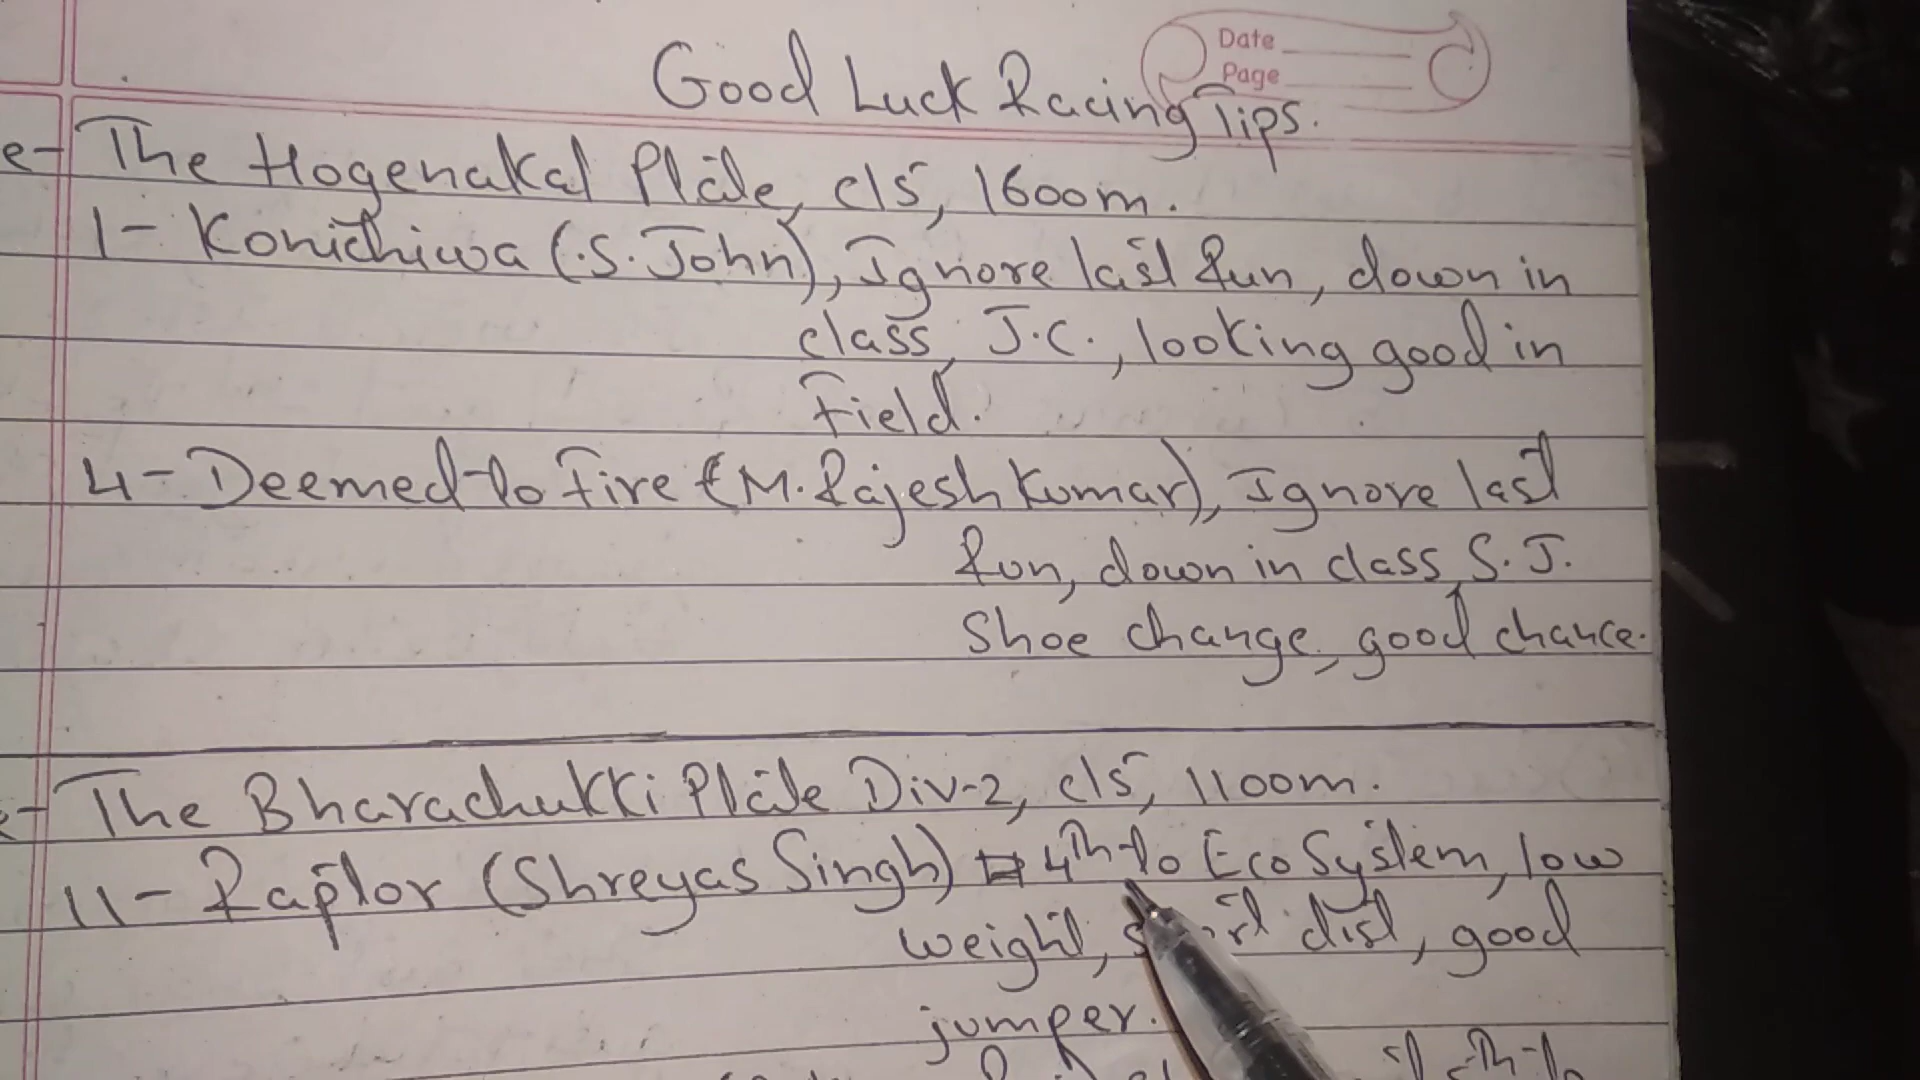 Date
Page
Good Luck Racing Tips.
e- The Hogenakal Plate, cl5, 1600m.
1- Konichiwa (S. John), Ignore last Run, down in
class, J.C., looking good in
Field.
4- Deemed to Fire (M. Rajesh Kumar), Ignore last
Run, down in class, S.J.
Shoe change, good chance.
- The Bharachukki Plate Div-2, cl5, 1100m.
11- Raptor (Shreyas Singh) 4th to Eco System, low
weight, dist, good
jumper.